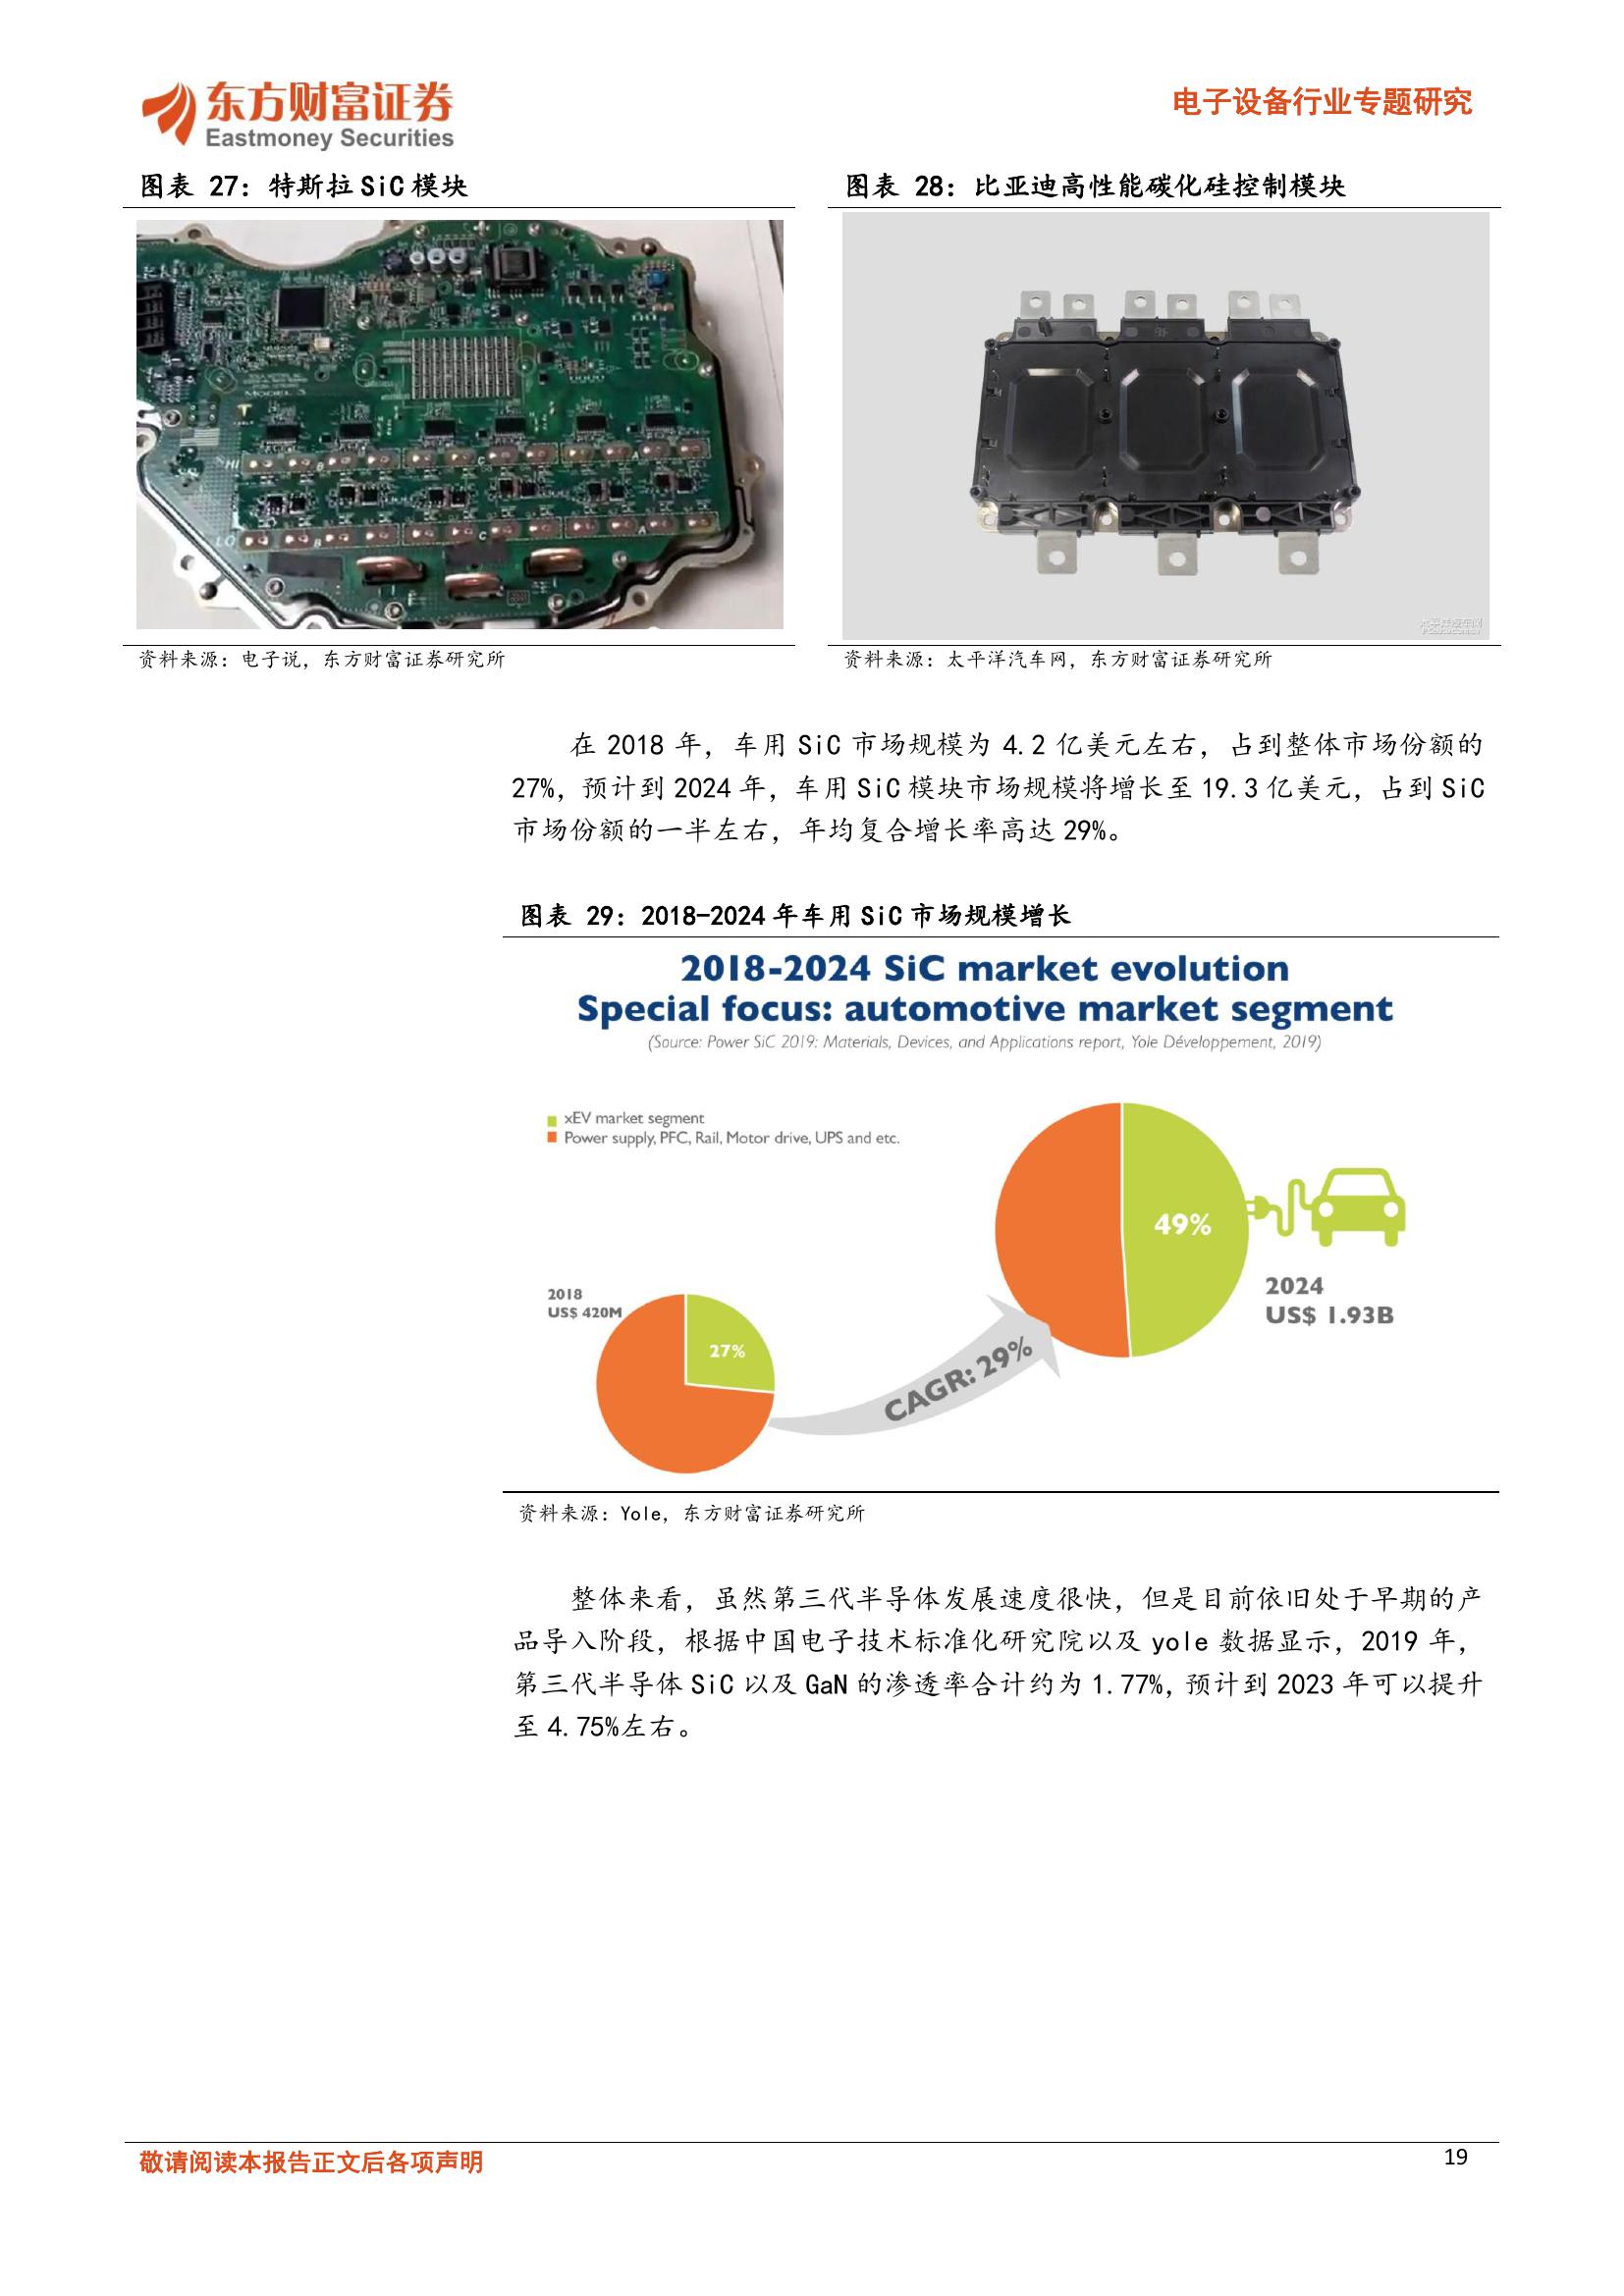 东方财富证券
Eastmoney Securities
电子设备行业专题研究
图表 27：特斯拉 SiC 模块
图表 28：比亚迪高性能碳化硅控制模块
MODEL 3
HI
B
C
A
LO
B
C
A
太平洋汽车网
资料来源：电子说，东方财富证券研究所
资料来源：太平洋汽车网，东方财富证券研究所
在 2018 年，车用 SiC 市场规模为 4.2 亿美元左右，占到整体市场份额的
27%，预计到 2024 年，车用 SiC 模块市场规模将增长至 19.3 亿美元，占到 SiC
市场份额的一半左右，年均复合增长率高达 29%。
图表 29：2018-2024 年车用 SiC 市场规模增长
2018-2024 SiC market evolution
Special focus: automotive market segment
(Source: Power SiC 2019: Materials, Devices, and Applications report, Yole Développement, 2019)
xEV market segment
Power supply, PFC, Rail, Motor drive, UPS and etc.
49%
2024
US$ 1.93B
2018
US$ 420M
27%
CAGR: 29%
资料来源：Yole，东方财富证券研究所
整体来看，虽然第三代半导体发展速度很快，但是目前依旧处于早期的产
品导入阶段，根据中国电子技术标准化研究院以及 yole 数据显示，2019 年，
第三代半导体 SiC 以及 GaN 的渗透率合计约为 1.77%，预计到 2023 年可以提升
至 4.75%左右。
敬请阅读本报告正文后各项声明
19